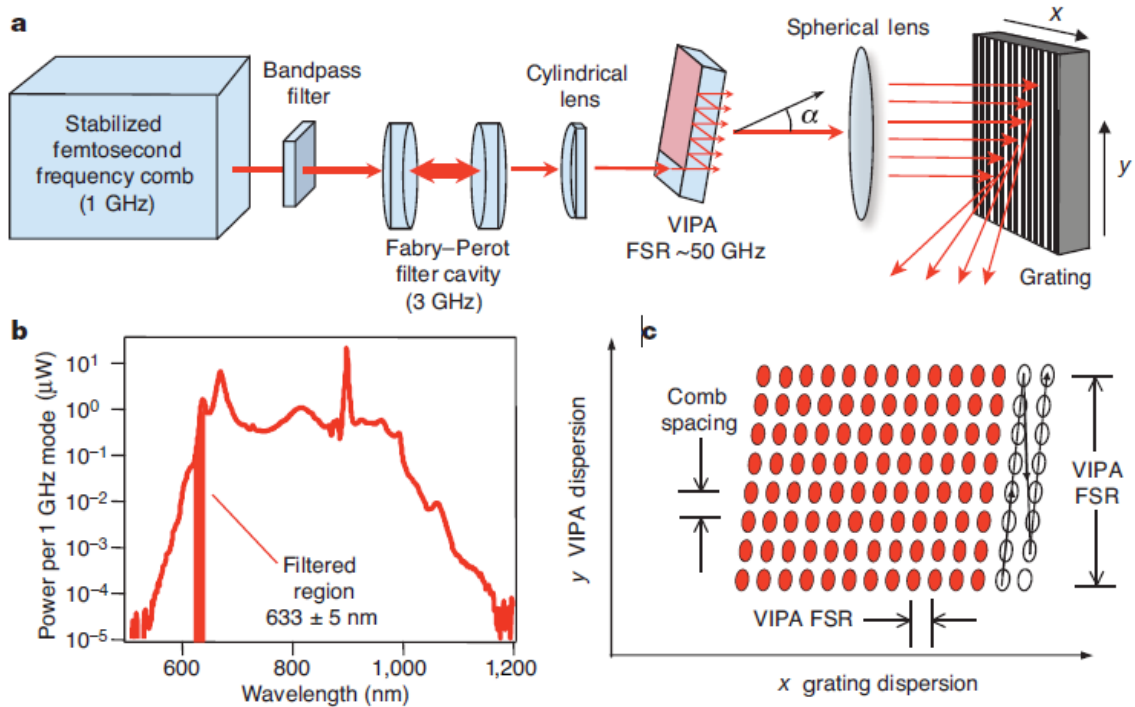 a
Bandpass
filter
Stabilized
femtosecond
frequency comb
(1 GHz)
Fabry–Perot
filter cavity
(3 GHz)
Cylindrical
lens
VIPA
FSR ~50 GHz
α
Spherical lens
x
y
Grating
b
Power per 1 GHz mode (μW)
10¹
10⁰
10⁻¹
10⁻²
10⁻³
10⁻⁴
10⁻⁵
Filtered
region
633 ± 5 nm
600
800
1,000
1,200
Wavelength (nm)
c
y VIPA dispersion
Comb
spacing
VIPA
FSR
VIPA FSR
x grating dispersion